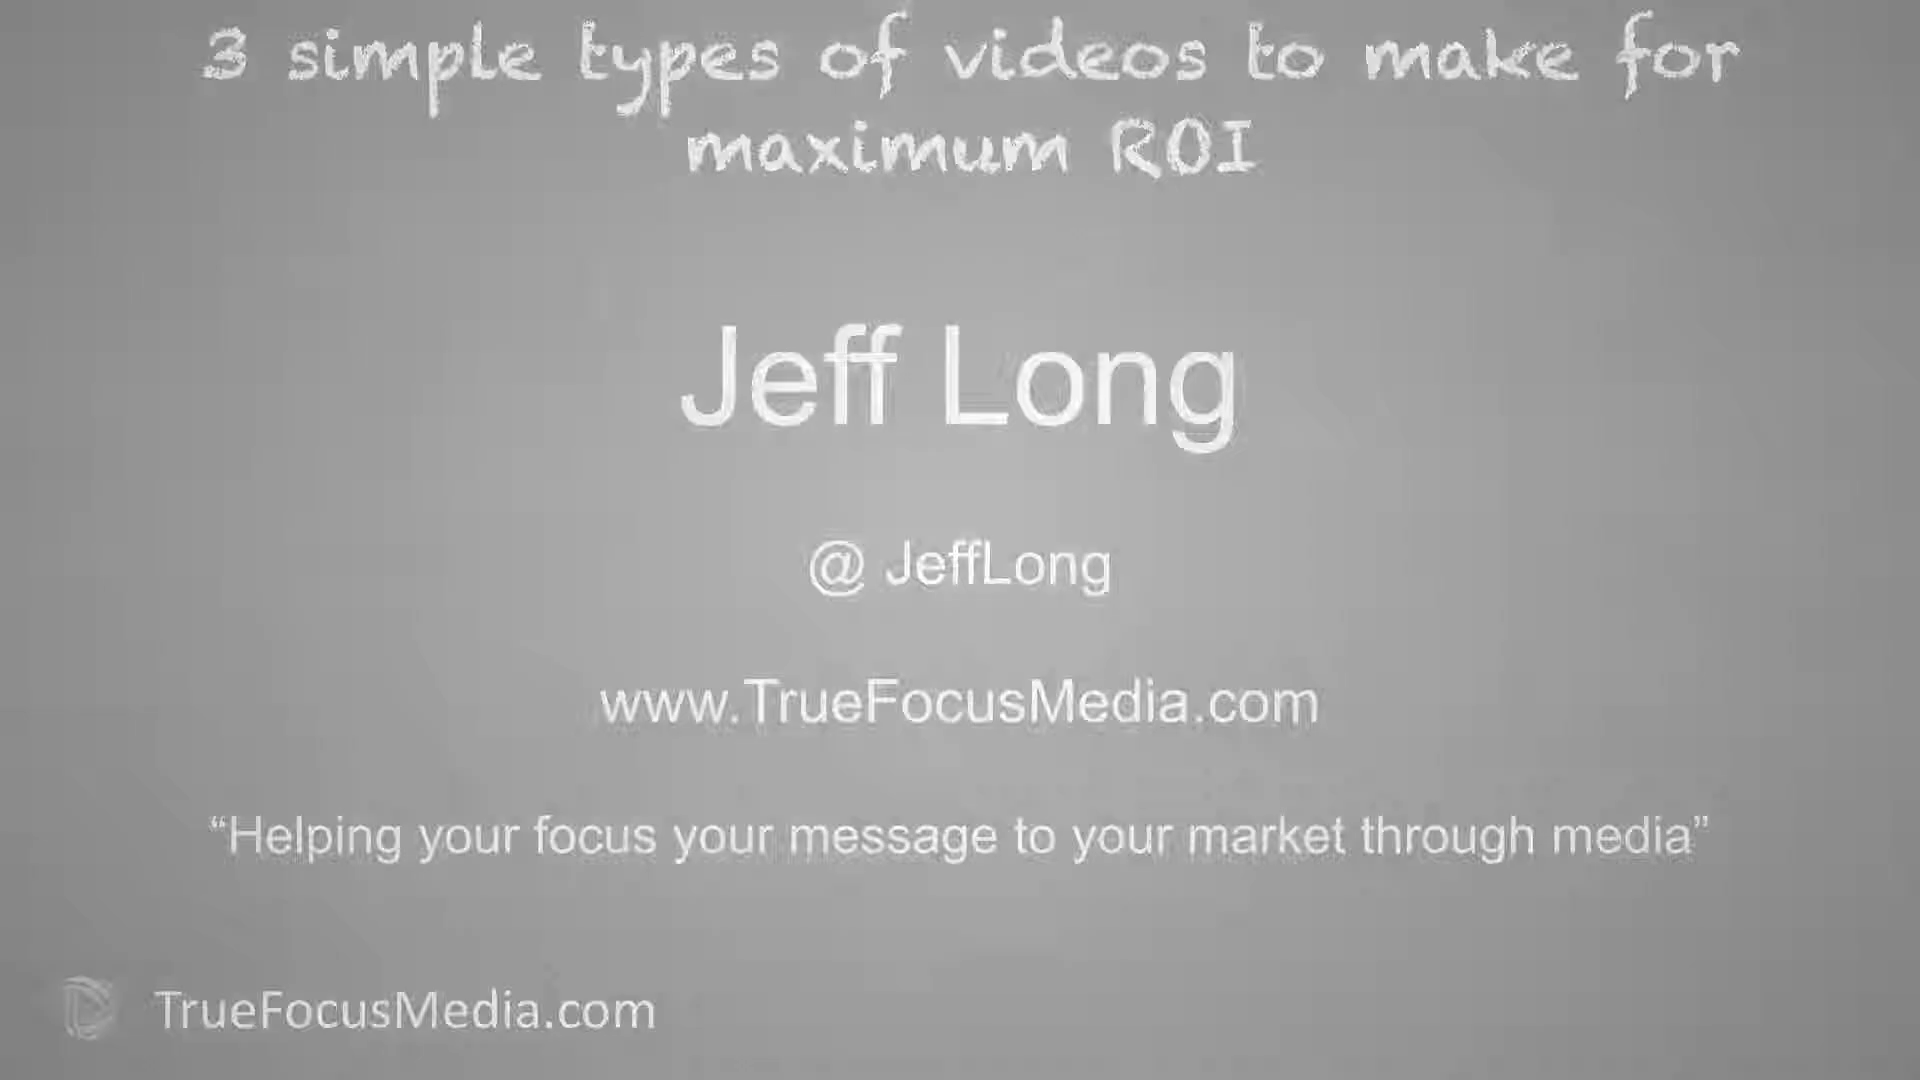 3 simple types of videos to make for
maximum ROI
Jeff Long
@ JeffLong
www.TrueFocusMedia.com
“Helping your focus your message to your market through media”
TrueFocusMedia.com